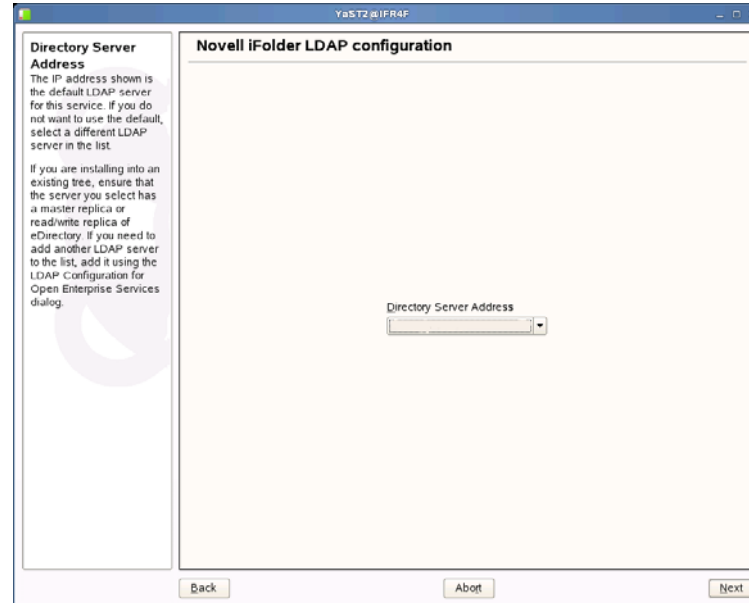 YaST2@IFR4F
Directory Server
Address
The IP address shown is
the default LDAP server
for this service. If you do
not want to use the default,
select a different LDAP
server in the list.
If you are installing into an
existing tree, ensure that
the server you select has
a master replica or
read/write replica of
eDirectory. If you need to
add another LDAP server
to the list, add it using the
LDAP Configuration for
Open Enterprise Services
dialog.
Novell iFolder LDAP configuration
Directory Server Address
Back
Abort
Next